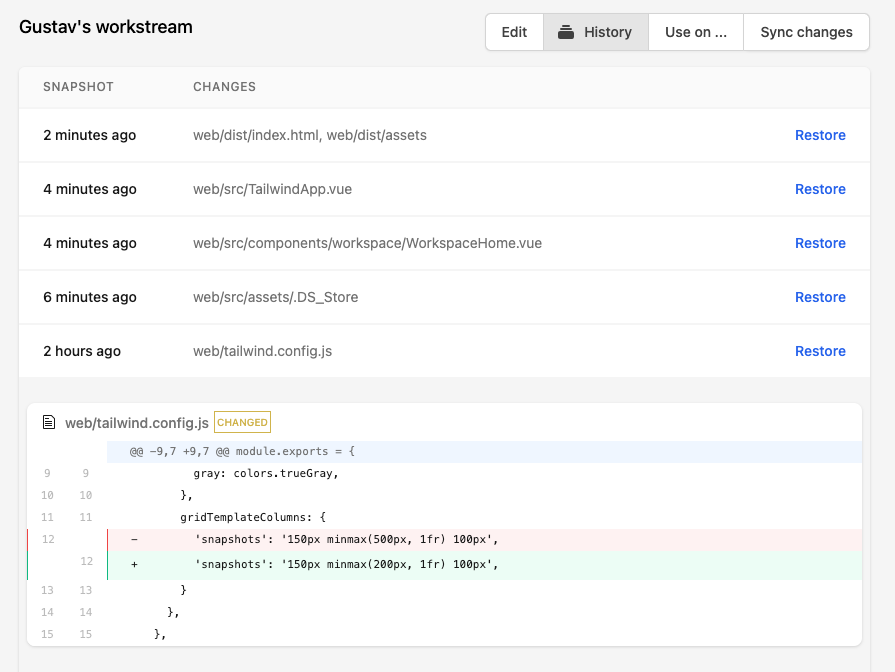 Gustav's workstream
Edit History Use on ... Sync changes
SNAPSHOT CHANGES
2 minutes ago web/dist/index.html, web/dist/assets Restore
4 minutes ago web/src/TailwindApp.vue Restore
4 minutes ago web/src/components/workspace/WorkspaceHome.vue Restore
6 minutes ago web/src/assets/.DS_Store Restore
2 hours ago web/tailwind.config.js Restore
web/tailwind.config.js CHANGED
@@ -9,7 +9,7 @@ module.exports = {
9 9 gray: colors.trueGray,
10 10 },
11 11 gridTemplateColumns: {
12 - 'snapshots': '150px minmax(500px, 1fr) 100px',
12 + 'snapshots': '150px minmax(200px, 1fr) 100px',
13 13 }
14 14 },
15 15 },